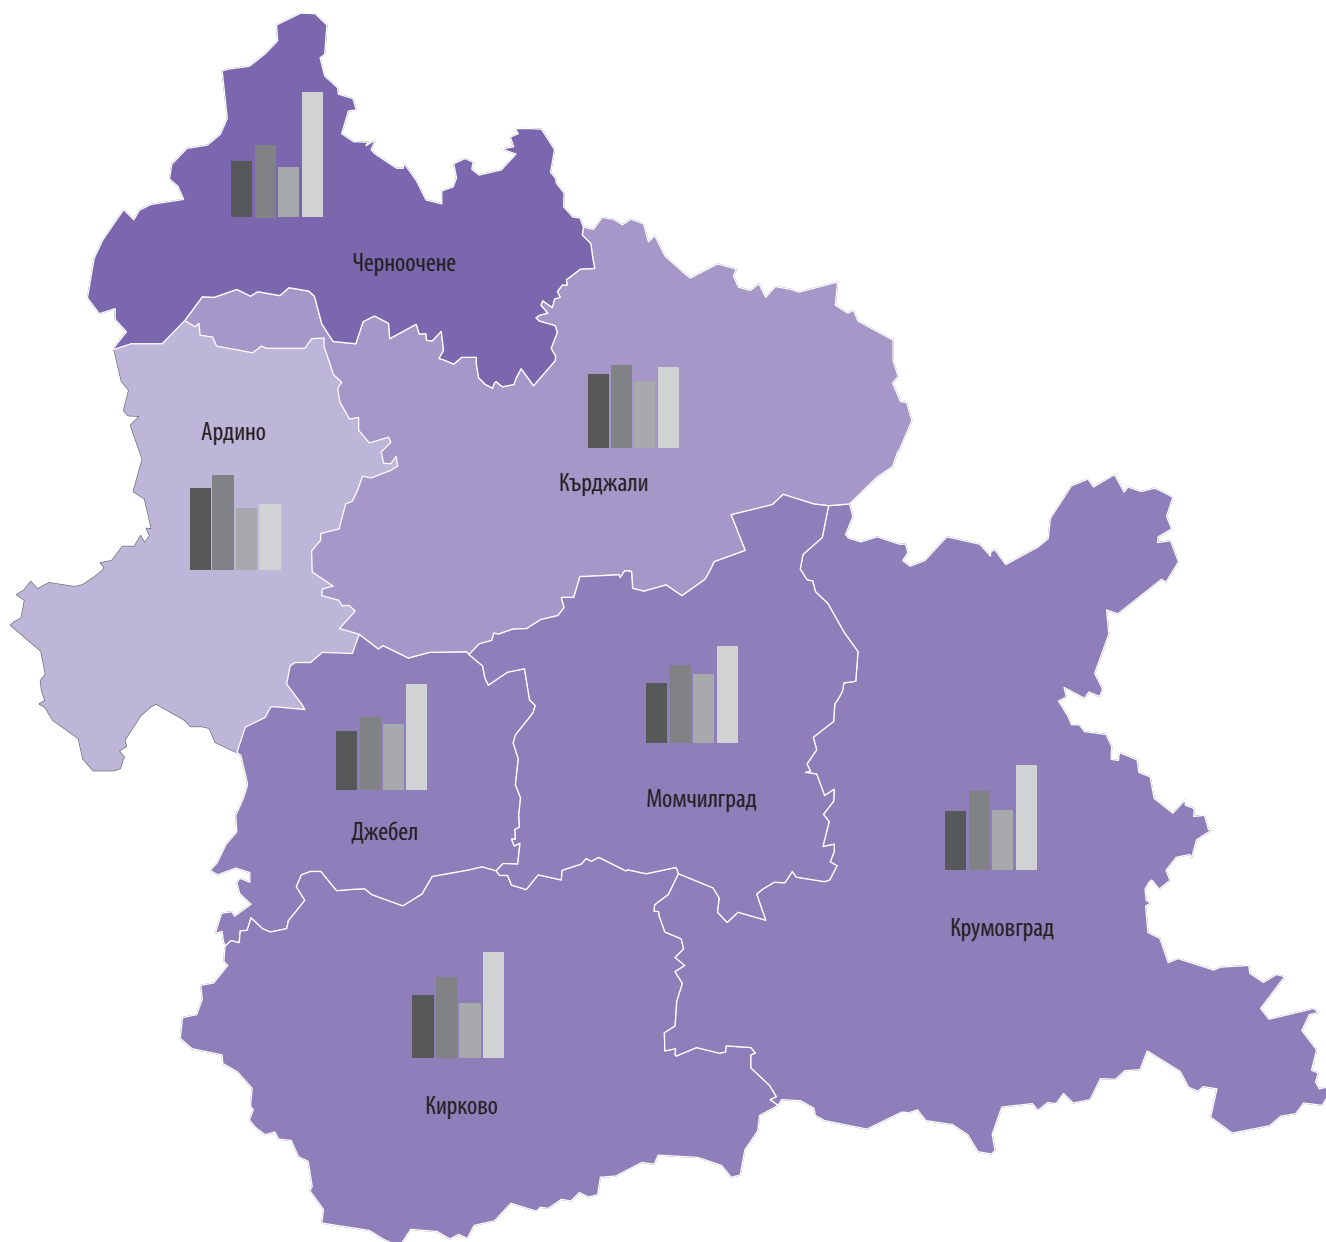 Черноочене
Ардино
Кърджали
Момчилград
Джебел
Крумовград
Кирково